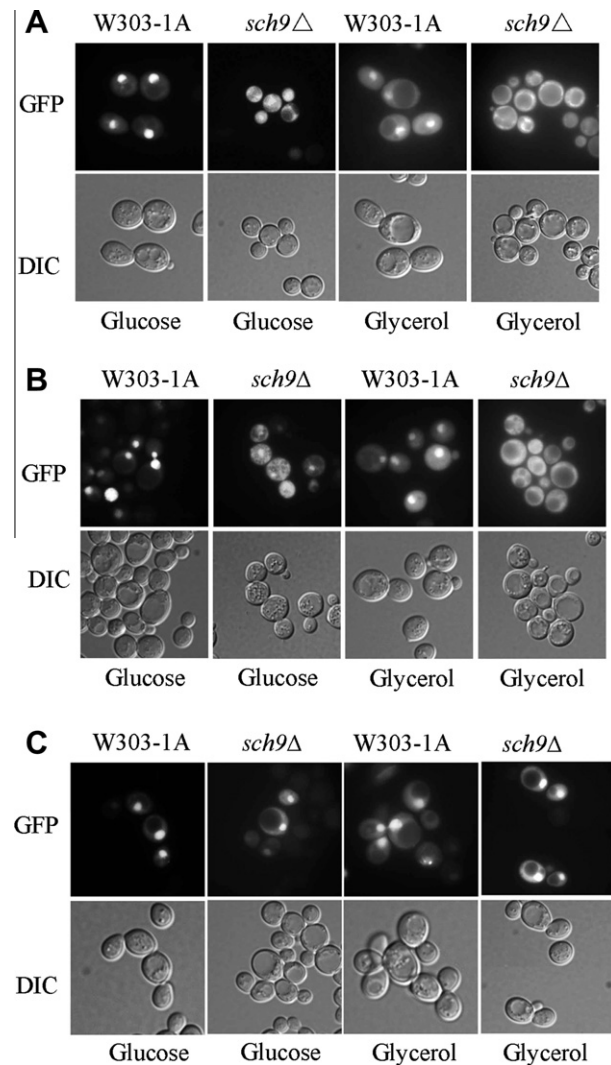 A
W303-1A sch9△ W303-1A sch9△
GFP
DIC
Glucose Glucose Glycerol Glycerol
B
W303-1A sch9Δ W303-1A sch9Δ
GFP
DIC
Glucose Glucose Glycerol Glycerol
C
W303-1A sch9Δ W303-1A sch9Δ
GFP
DIC
Glucose Glucose Glycerol Glycerol